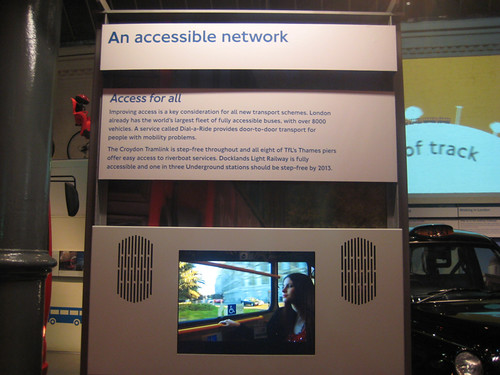 An accessible network
Access for all
Improving access is a key consideration for all new transport schemes. London
already has the world's largest fleet of fully accessible buses, with over 8000
vehicles. A service called Dial-a-Ride provides door-to-door transport for
people with mobility problems.
The Croydon Tramlink is step-free throughout and all eight of TfL's Thames piers
offer easy access to riverboat services. Docklands Light Railway is fully
accessible and one in three Underground stations should be step-free by 2013.
of track